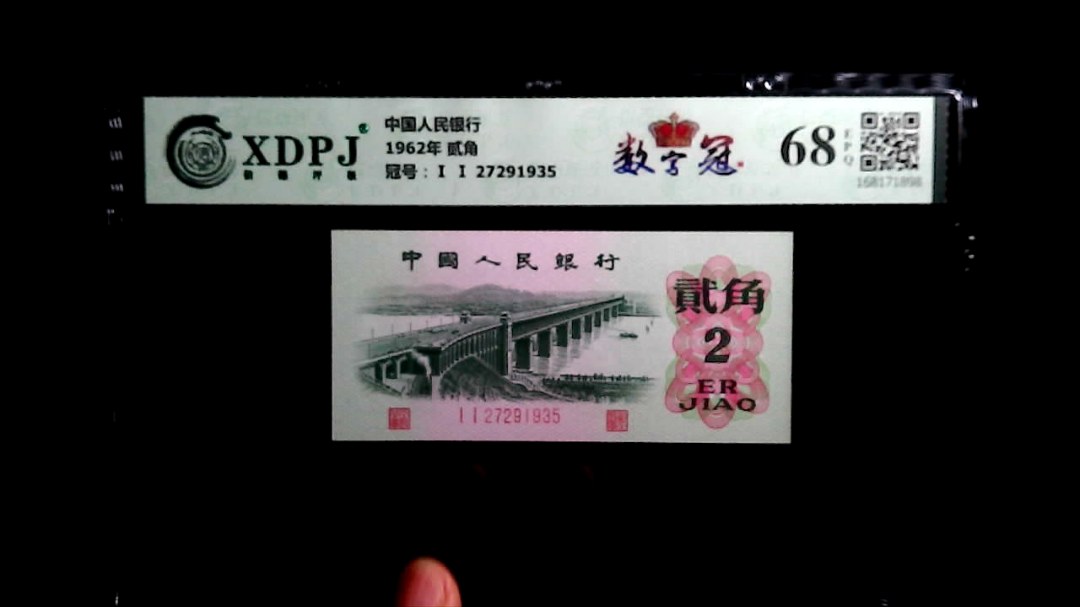 XDPJ
中国人民银行
1962年 贰角
冠号：I I 27291935
数字冠
68
EPQ
168171898
中國人民銀行
貳角
2
ER
JIAO
I I 27291935